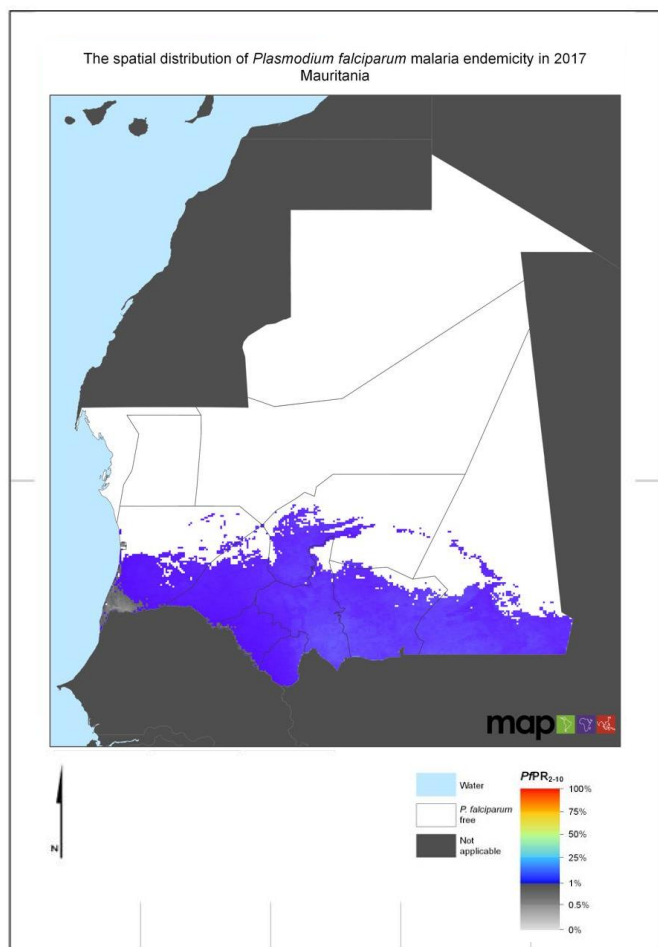 The spatial distribution of Plasmodium falciparum malaria endemicity in 2017
Mauritania
map
N
Water
P. falciparum
free
Not
applicable
PfPR2-10
100%
75%
50%
25%
1%
0.5%
0%